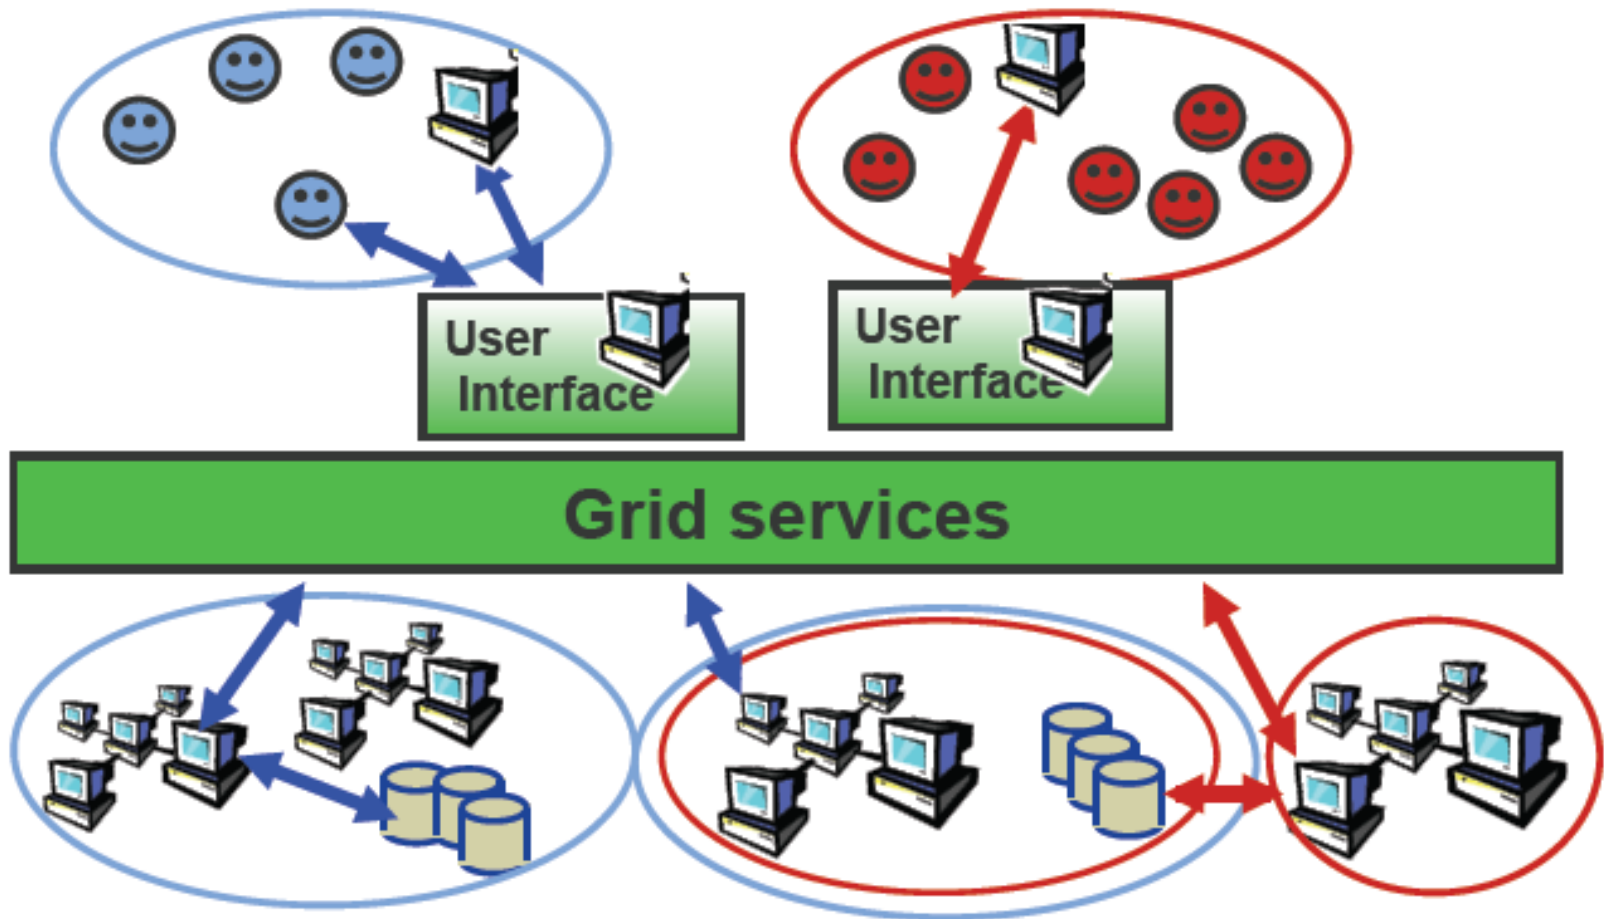 User
Interface
User
Interface
Grid services